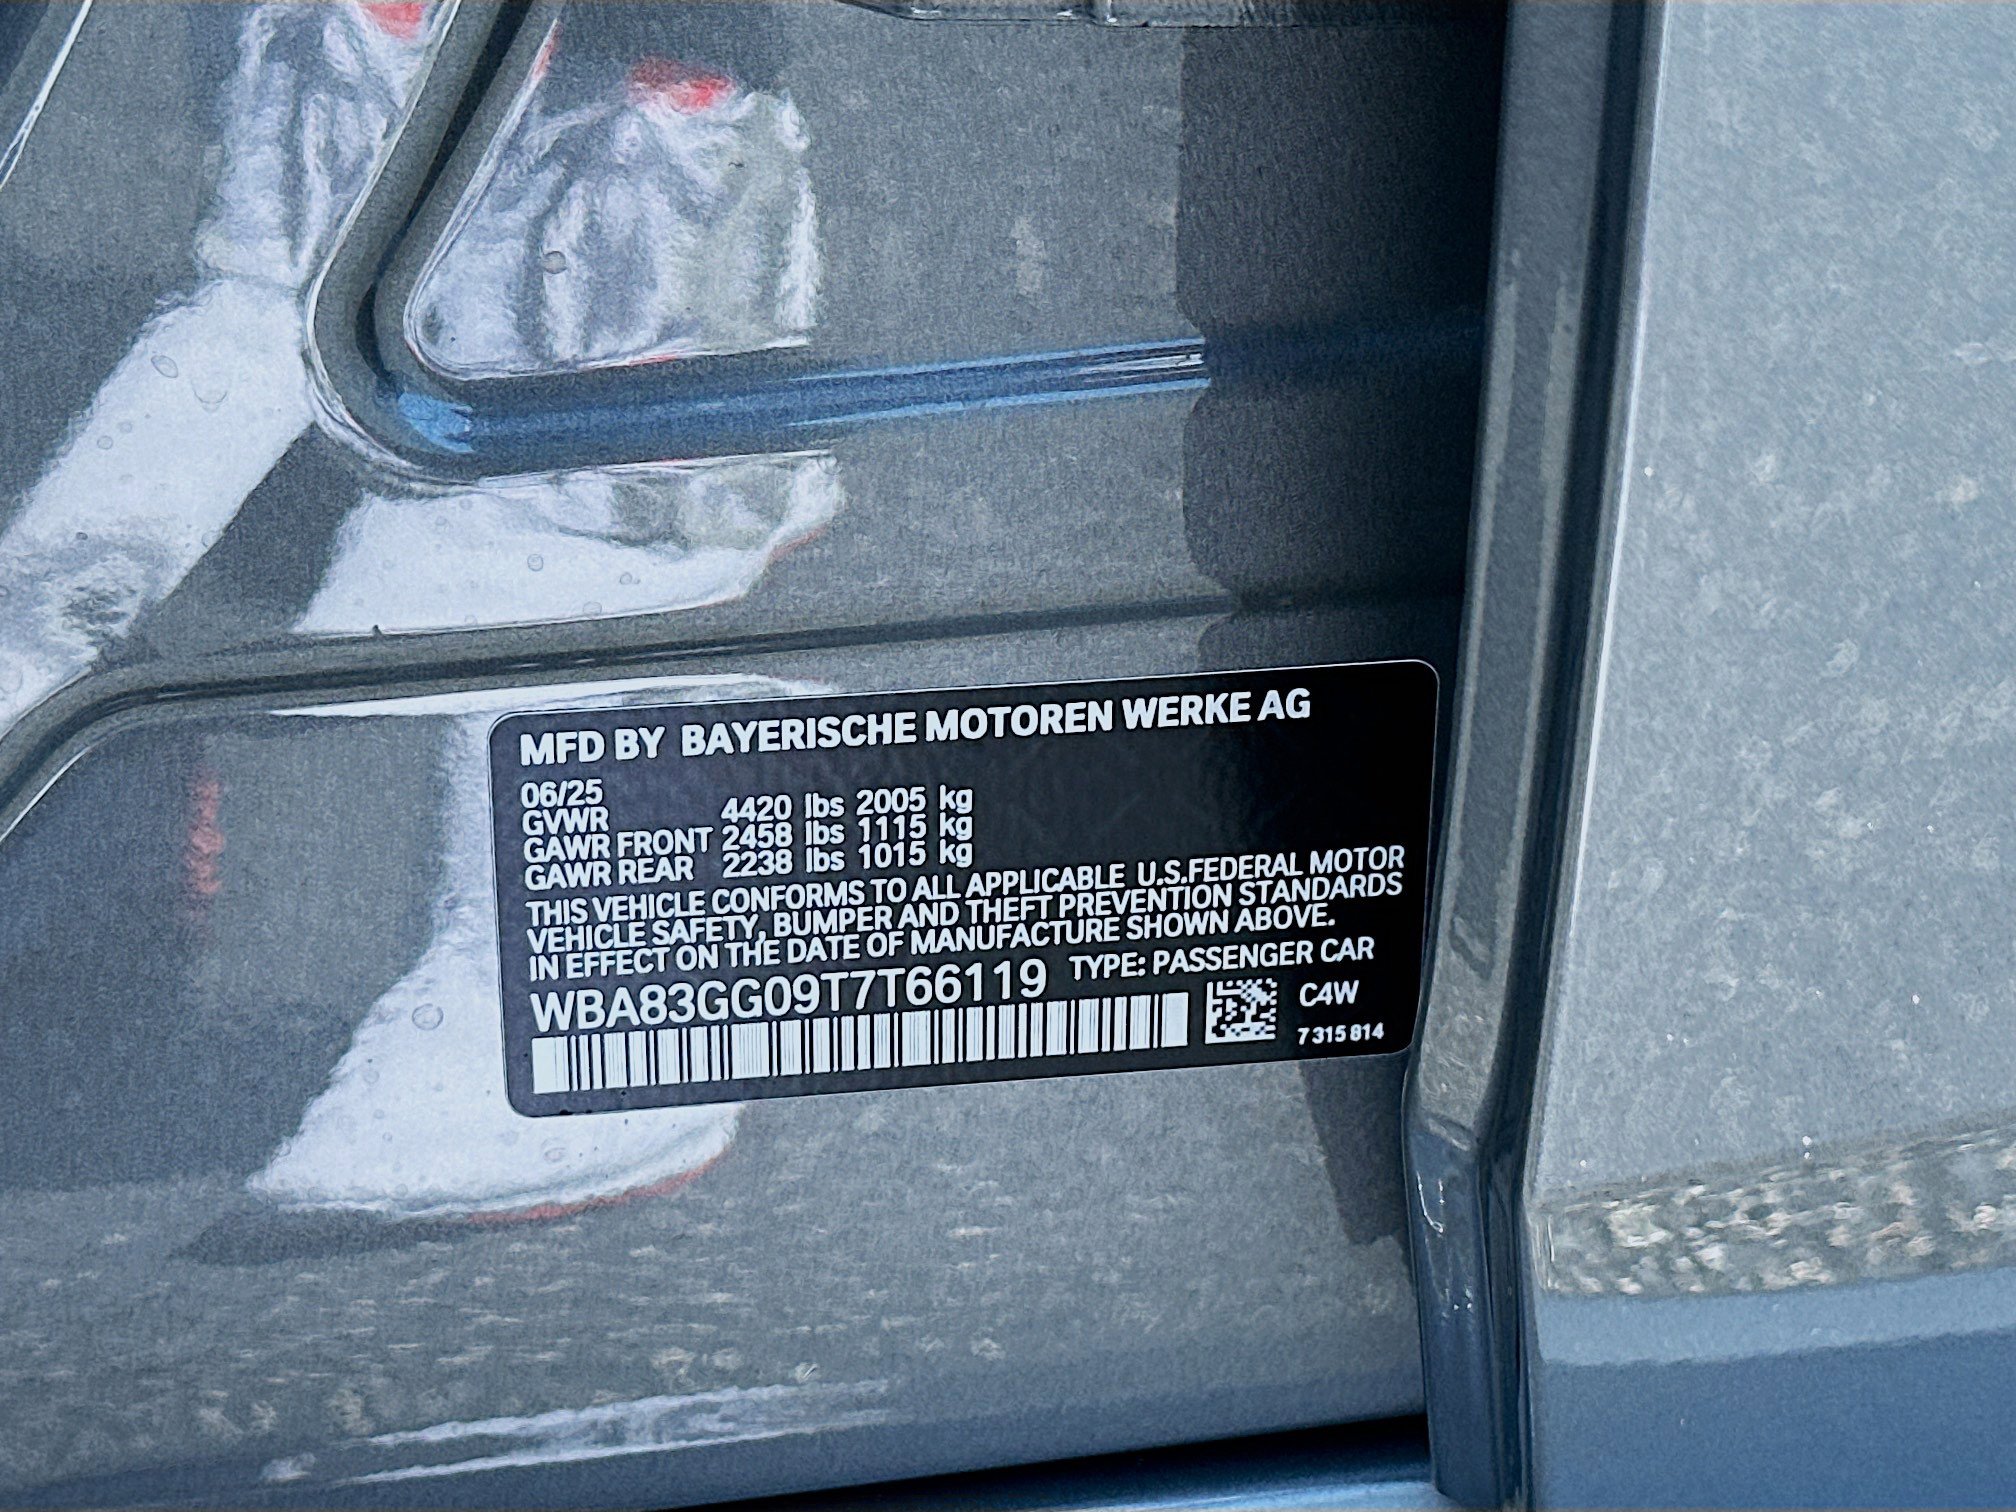 MFD BY BAYERISCHE MOTOREN WERKE AG
06/25
GVWR 4420 lbs 2005 kg
GAWR FRONT 2458 lbs 1115 kg
GAWR REAR 2238 lbs 1015 kg
THIS VEHICLE CONFORMS TO ALL APPLICABLE U.S.FEDERAL MOTOR
VEHICLE SAFETY, BUMPER AND THEFT PREVENTION STANDARDS
IN EFFECT ON THE DATE OF MANUFACTURE SHOWN ABOVE.
WBA83GG09T7T66119 TYPE: PASSENGER CAR
C4W
7 315 814